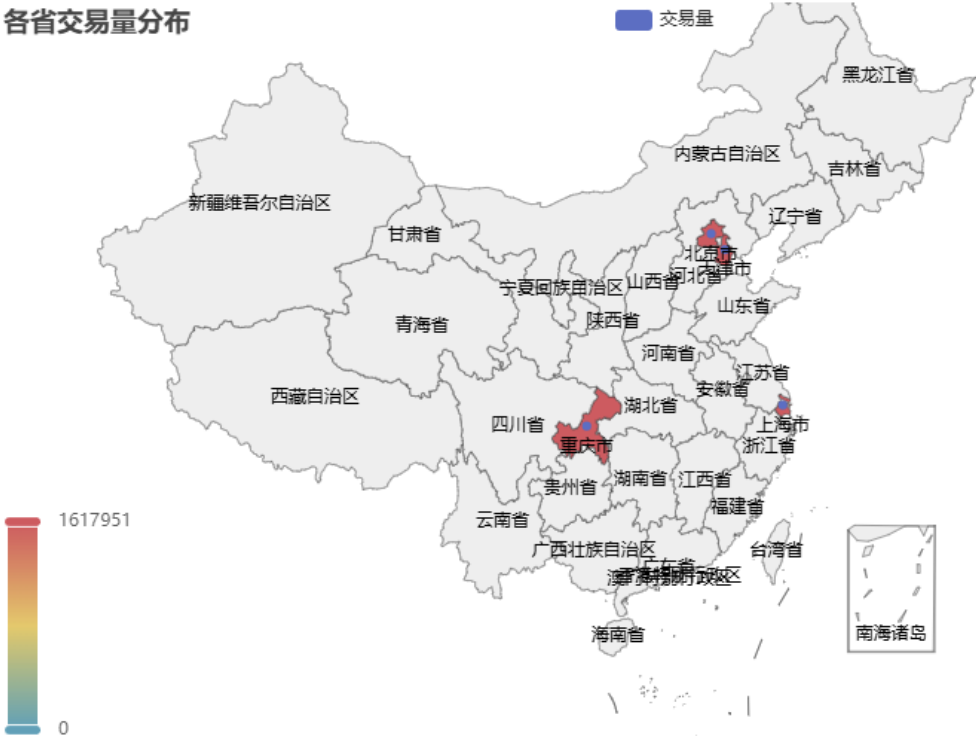 各省交易量分布
交易量
黑龙江省
内蒙古自治区
吉林省
新疆维吾尔自治区
辽宁省
甘肃省
北京市
天津市
河北省
山西省
宁夏回族自治区
山东省
陕西省
青海省
河南省
江苏省
安徽省
西藏自治区
湖北省
四川省
上海市
重庆市
浙江省
湖南省
江西省
贵州省
福建省
云南省
1617951
广西壮族自治区
台湾省
广东省
海南省
南海诸岛
0